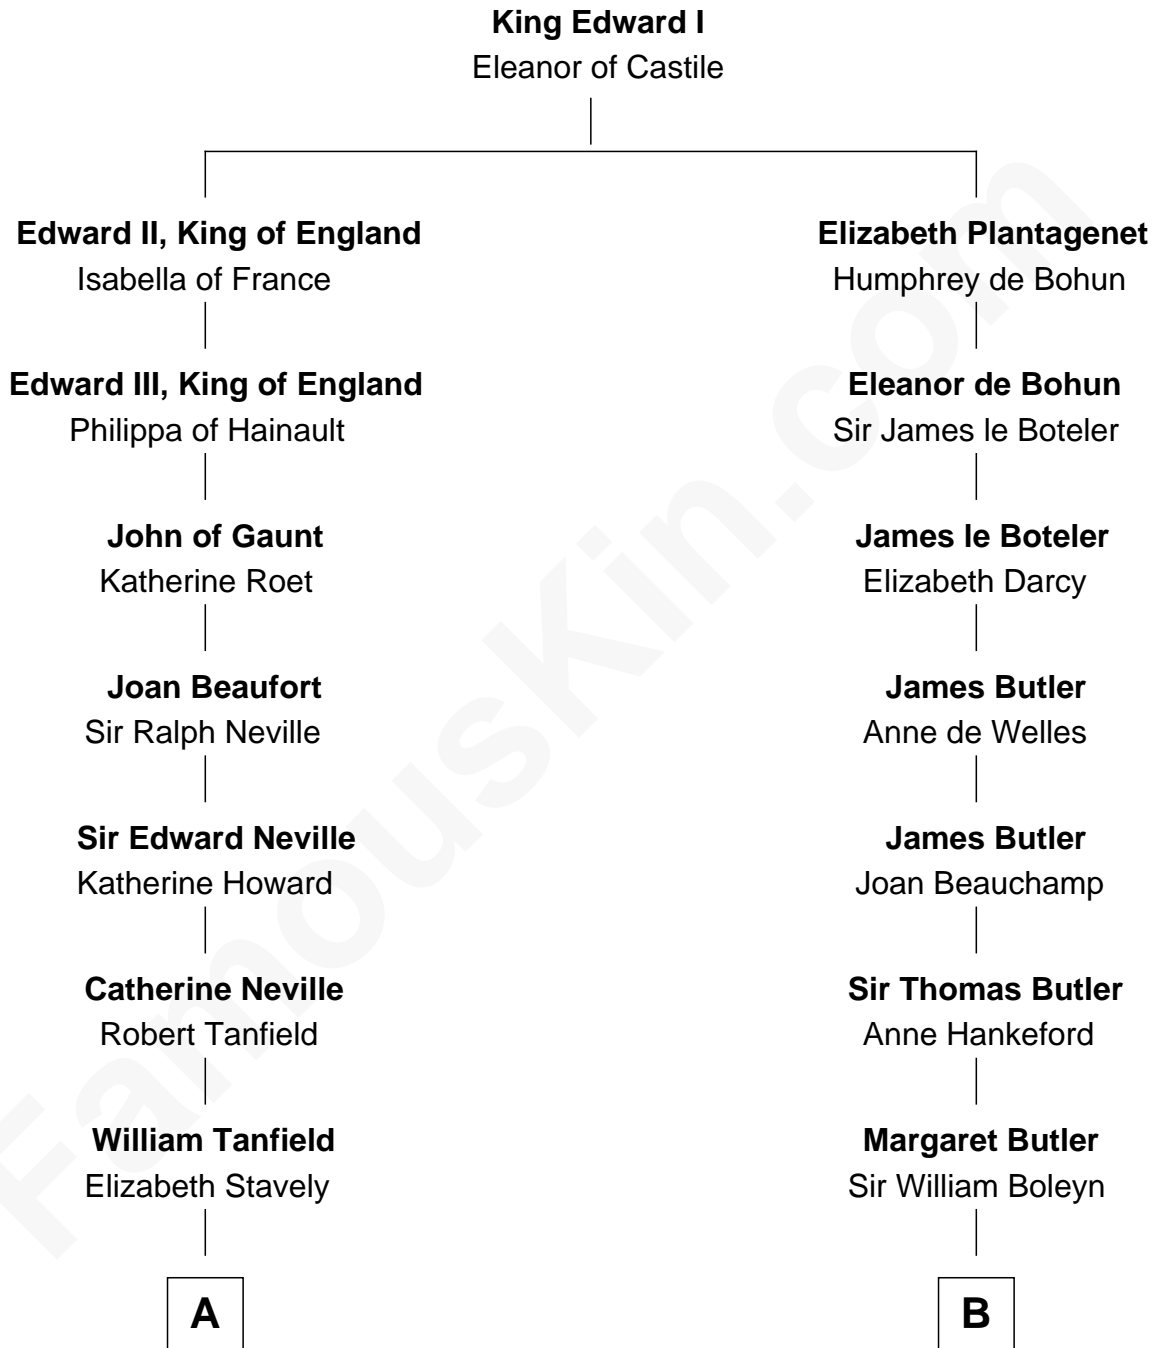 King Edward I
Eleanor of Castile
Edward II, King of England
Isabella of France
Elizabeth Plantagenet
Humphrey de Bohun
Edward III, King of England
Philippa of Hainault
Eleanor de Bohun
Sir James le Boteler
John of Gaunt
Katherine Roet
James le Boteler
Elizabeth Darcy
Joan Beaufort
Sir Ralph Neville
James Butler
Anne de Welles
Sir Edward Neville
Katherine Howard
James Butler
Joan Beauchamp
Catherine Neville
Robert Tanfield
Sir Thomas Butler
Anne Hankeford
William Tanfield
Elizabeth Stavely
Margaret Butler
Sir William Boleyn
A
B
FamousKin.com